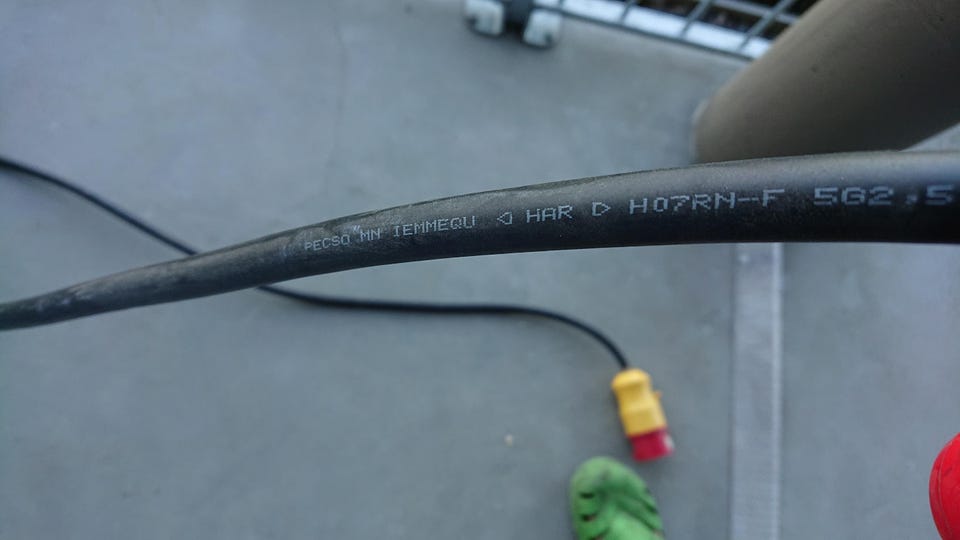 PECSO "MN IEMMEQU ◁ HAR ▷ H07RN-F 5G2,5